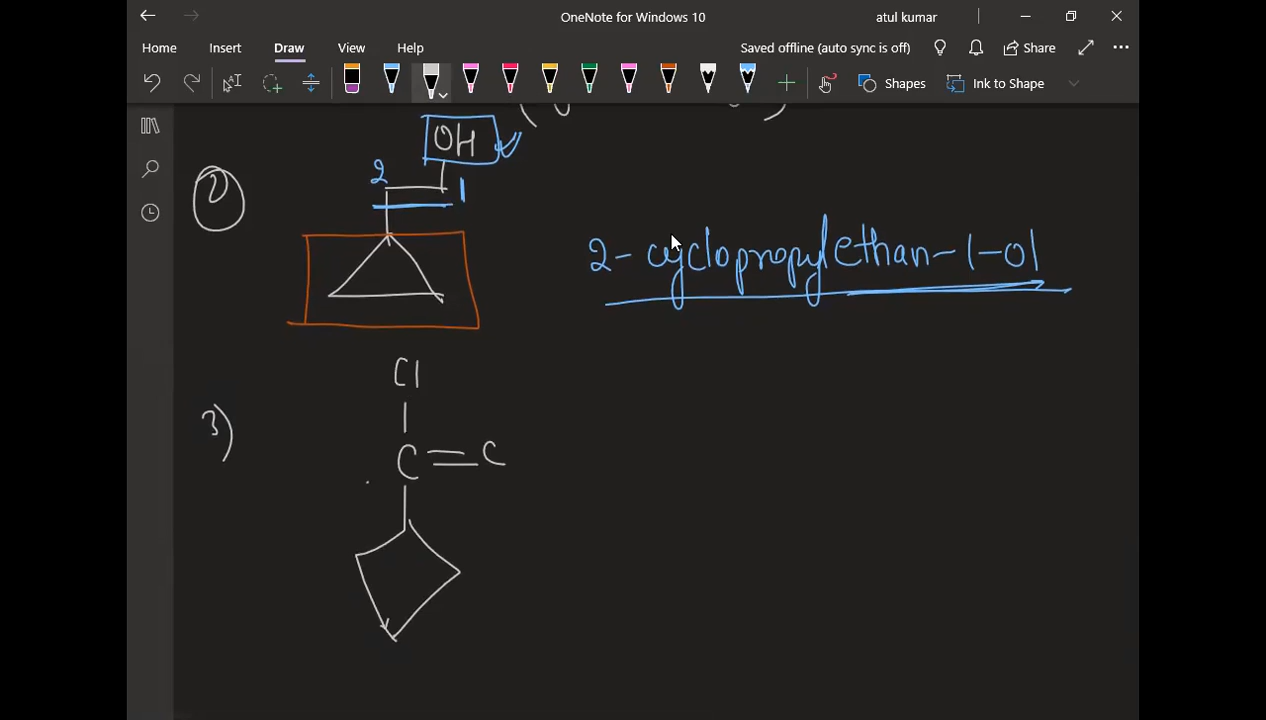 OneNote for Windows 10
atul kumar
Home Insert Draw View Help
Saved offline (auto sync is off)
Share
Shapes
Ink to Shape
OH
2
2
1
2-cyclopropylethan-1-ol
Cl
3)
C=C